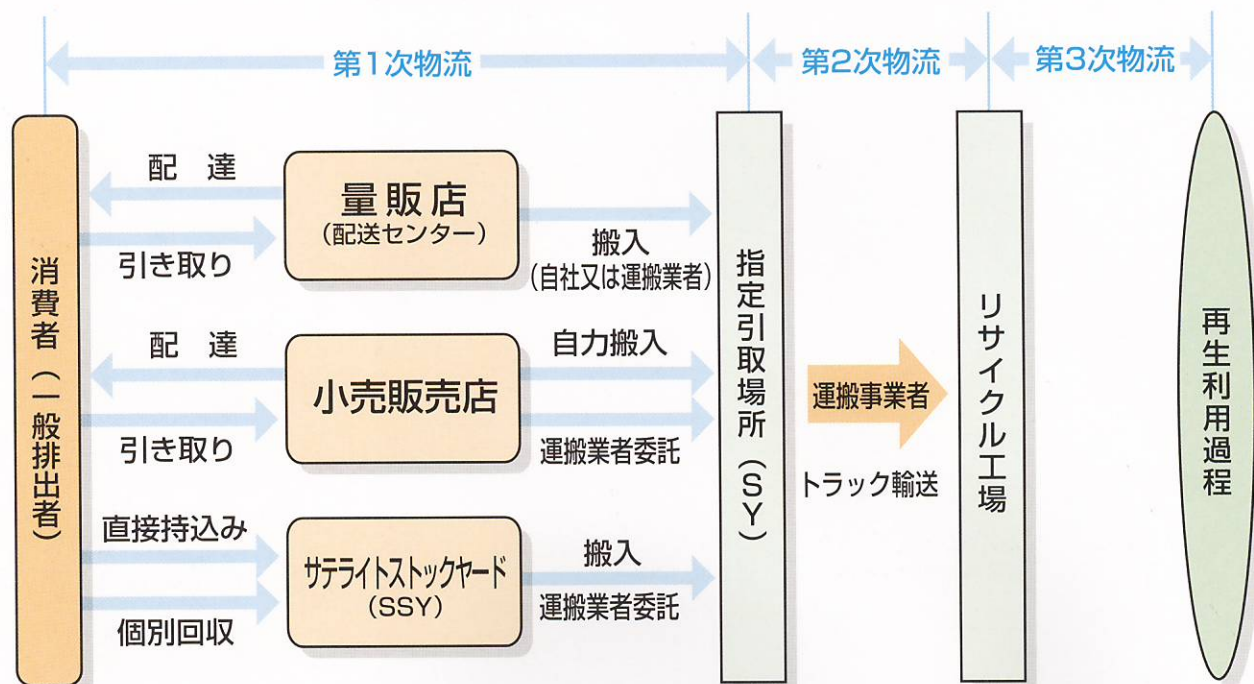 第1次物流
第2次物流
第3次物流
消費者(一般排出者)
配 達
引き取り
量販店
(配送センター)
搬入
(自社又は運搬業者)
配 達
引き取り
小売販売店
自力搬入
運搬業者委託
直接持込み
個別回収
サテライトストックヤード
(SSY)
搬入
運搬業者委託
指定引取場所(SY)
運搬事業者
トラック輸送
リサイクル工場
再生利用過程